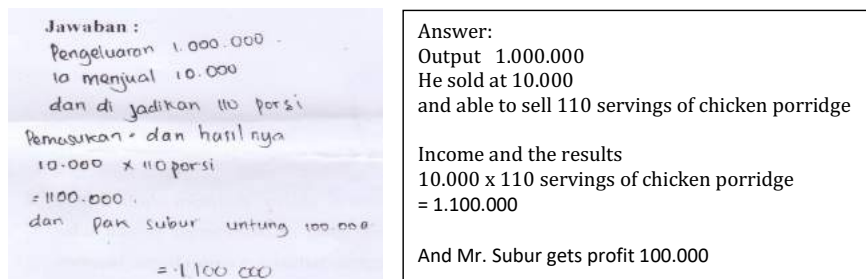 Jawaban :
Pengeluaran 1.000.000.
ia menjual 10.000
dan di jadikan 110 porsi
Pemasukan - dan hasil nya
10.000 x 110 porsi
= 1100.000.
dan pak subur untung 100.000
= 1.100 000
Answer:
Output 1.000.000
He sold at 10.000
and able to sell 110 servings of chicken porridge
Income and the results
10.000 x 110 servings of chicken porridge
= 1.100.000
And Mr. Subur gets profit 100.000